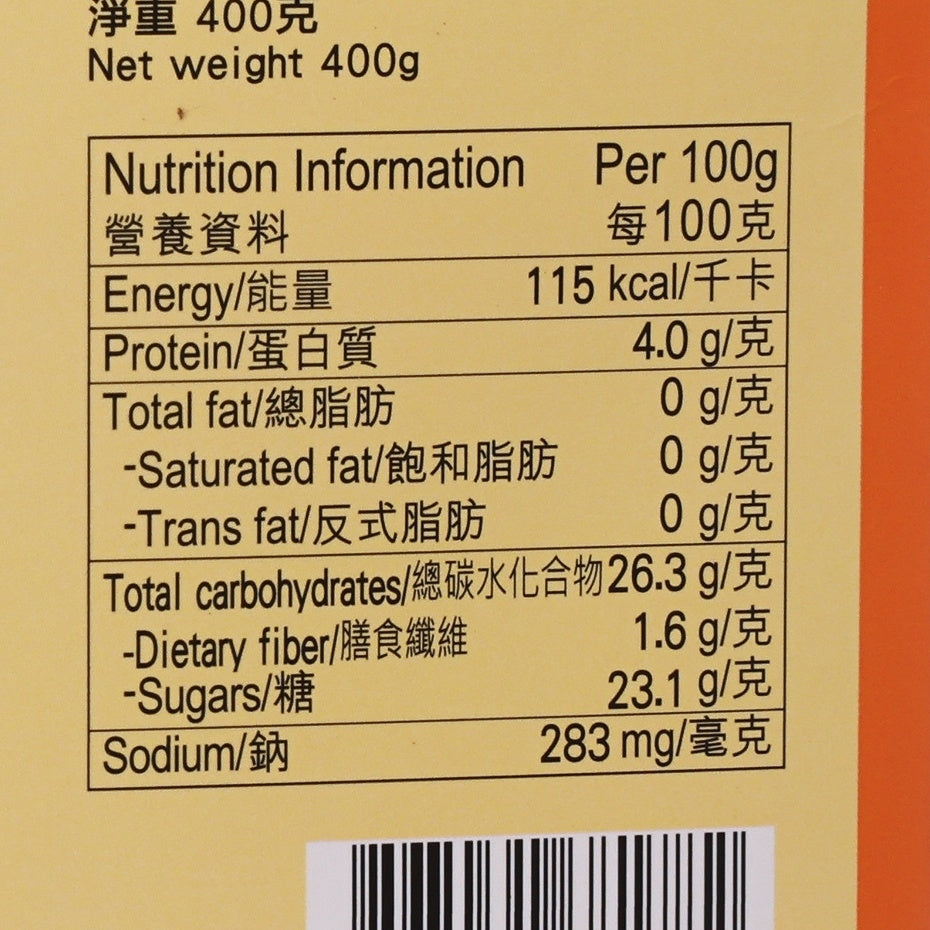 淨重 400克
Net weight 400g
Nutrition Information Per 100g
營養資料 每100克
Energy/能量 115 kcal/千卡
Protein/蛋白質 4.0 g/克
Total fat/總脂肪 0 g/克
-Saturated fat/飽和脂肪 0 g/克
-Trans fat/反式脂肪 0 g/克
Total carbohydrates/總碳水化合物 26.3 g/克
-Dietary fiber/膳食纖維 1.6 g/克
-Sugars/糖 23.1 g/克
Sodium/鈉 283 mg/毫克